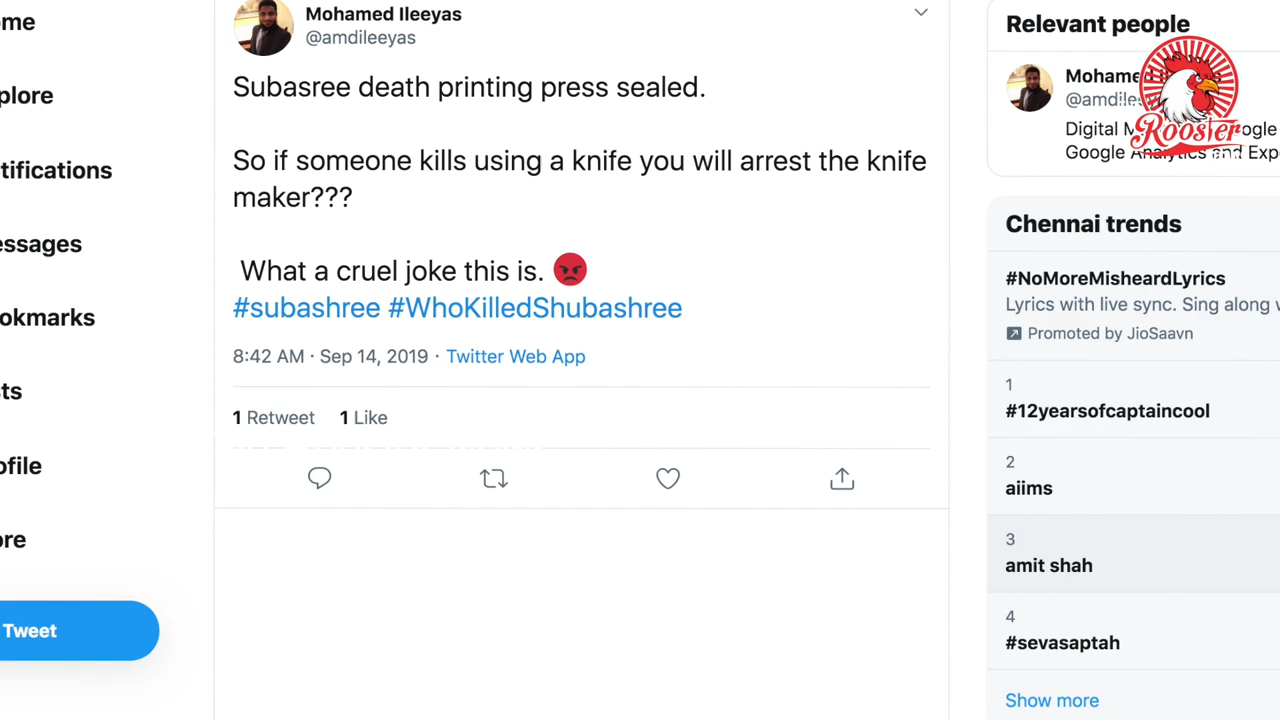 ome
plore
tifications
essages
okmarks
sts
ofile
ore
Tweet
Mohamed Ileeyas
@amdileeyas
Subasree death printing press sealed.
So if someone kills using a knife you will arrest the knife
maker???
What a cruel joke this is. 😡
#subashree #WhoKilledShubashree
8:42 AM · Sep 14, 2019 · Twitter Web App
1 Retweet 1 Like
Relevant people
Mohame
@amdileey
Digital M ogle
Google Analytics and Exp
Rooster
Chennai trends
#NoMoreMisheardLyrics
Lyrics with live sync. Sing along w
Promoted by JioSaavn
1
#12yearsofcaptaincool
2
aiims
3
amit shah
4
#sevasaptah
Show more